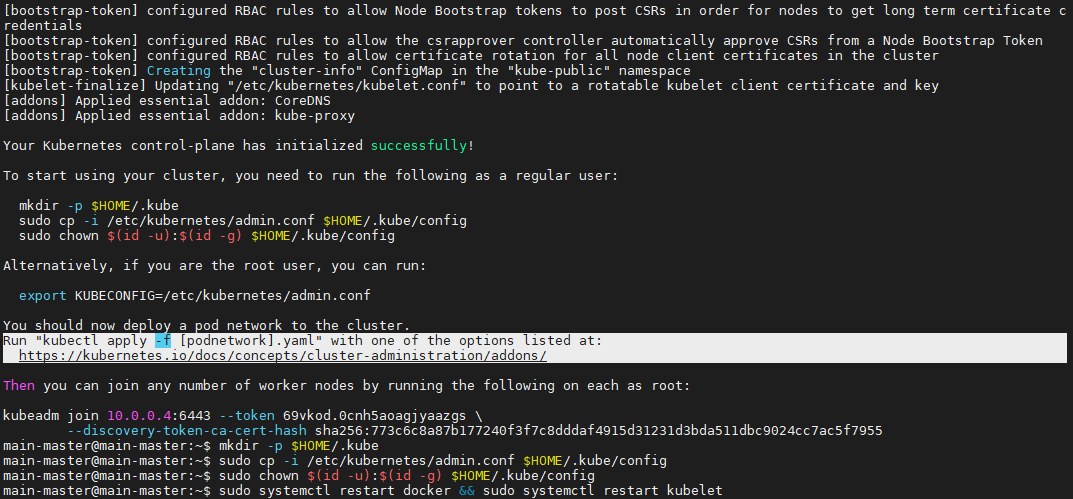 [bootstrap-token] configured RBAC rules to allow Node Bootstrap tokens to post CSRs in order for nodes to get long term certificate c
redentials
[bootstrap-token] configured RBAC rules to allow the csrapprover controller automatically approve CSRs from a Node Bootstrap Token
[bootstrap-token] configured RBAC rules to allow certificate rotation for all node client certificates in the cluster
[bootstrap-token] Creating the "cluster-info" ConfigMap in the "kube-public" namespace
[kubelet-finalize] Updating "/etc/kubernetes/kubelet.conf" to point to a rotatable kubelet client certificate and key
[addons] Applied essential addon: CoreDNS
[addons] Applied essential addon: kube-proxy
Your Kubernetes control-plane has initialized successfully!
To start using your cluster, you need to run the following as a regular user:
mkdir -p $HOME/.kube
sudo cp -i /etc/kubernetes/admin.conf $HOME/.kube/config
sudo chown $(id -u):$(id -g) $HOME/.kube/config
Alternatively, if you are the root user, you can run:
export KUBECONFIG=/etc/kubernetes/admin.conf
You should now deploy a pod network to the cluster.
Run "kubectl apply -f [podnetwork].yaml" with one of the options listed at:
https://kubernetes.io/docs/concepts/cluster-administration/addons/
Then you can join any number of worker nodes by running the following on each as root:
kubeadm join 10.0.0.4:6443 --token 69vkod.0cnh5aoagjyaazgs \
--discovery-token-ca-cert-hash sha256:773c6c8a87b177240f3f7c8dddaf4915d31231d3bda511dbc9024cc7ac5f7955
main-master@main-master:~$ mkdir -p $HOME/.kube
main-master@main-master:~$ sudo cp -i /etc/kubernetes/admin.conf $HOME/.kube/config
main-master@main-master:~$ sudo chown $(id -u):$(id -g) $HOME/.kube/config
main-master@main-master:~$ sudo systemctl restart docker && sudo systemctl restart kubelet